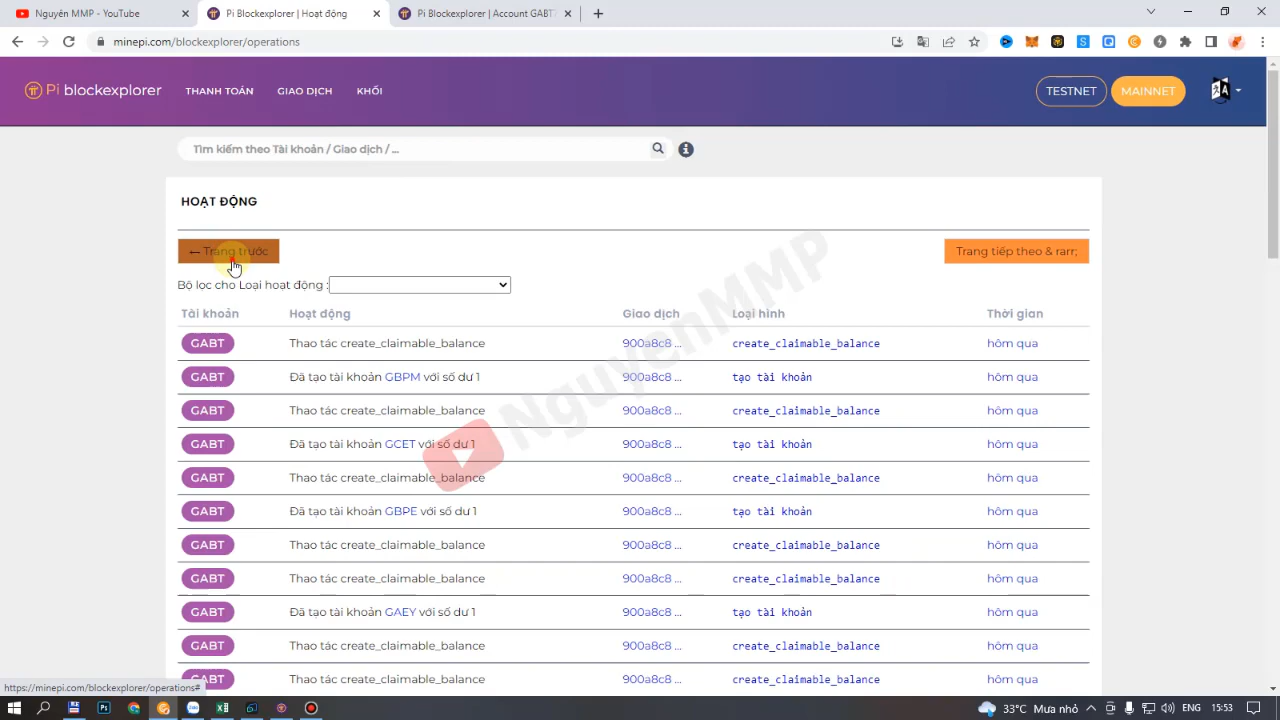 Nguyên MMP - YouTube
Pi Blockexplorer | Hoạt động
Pi Blockexplorer | Account GABT7
minepi.com/blockexplorer/operations
Pi blockexplorer
THANH TOÁN
GIAO DỊCH
KHỐI
TESTNET
MAINNET
Tìm kiếm theo Tài khoản / Giao dịch / ...
HOẠT ĐỘNG
← Trang trước
Trang tiếp theo & rarr;
Bộ lọc cho Loại hoạt động :
Tài khoản Hoạt động Giao dịch Loại hình Thời gian
GABT Thao tác create_claimable_balance 900a8c8 ... create_claimable_balance hôm qua
GABT Đã tạo tài khoản GBPM với số dư 1 900a8c8 ... tạo tài khoản hôm qua
GABT Thao tác create_claimable_balance 900a8c8 ... create_claimable_balance hôm qua
GABT Đã tạo tài khoản GCET với số dư 1 900a8c8 ... tạo tài khoản hôm qua
GABT Thao tác create_claimable_balance 900a8c8 ... create_claimable_balance hôm qua
GABT Đã tạo tài khoản GBPE với số dư 1 900a8c8 ... tạo tài khoản hôm qua
GABT Thao tác create_claimable_balance 900a8c8 ... create_claimable_balance hôm qua
GABT Thao tác create_claimable_balance 900a8c8 ... create_claimable_balance hôm qua
GABT Đã tạo tài khoản GAEY với số dư 1 900a8c8 ... tạo tài khoản hôm qua
GABT Thao tác create_claimable_balance 900a8c8 ... create_claimable_balance hôm qua
GABT Thao tác create_claimable_balance 900a8c8 ... create_claimable_balance hôm qua
NguyenMMP
https://minepi.com/blockexplorer/operations#
33°C Mưa nhỏ
ENG
15:53